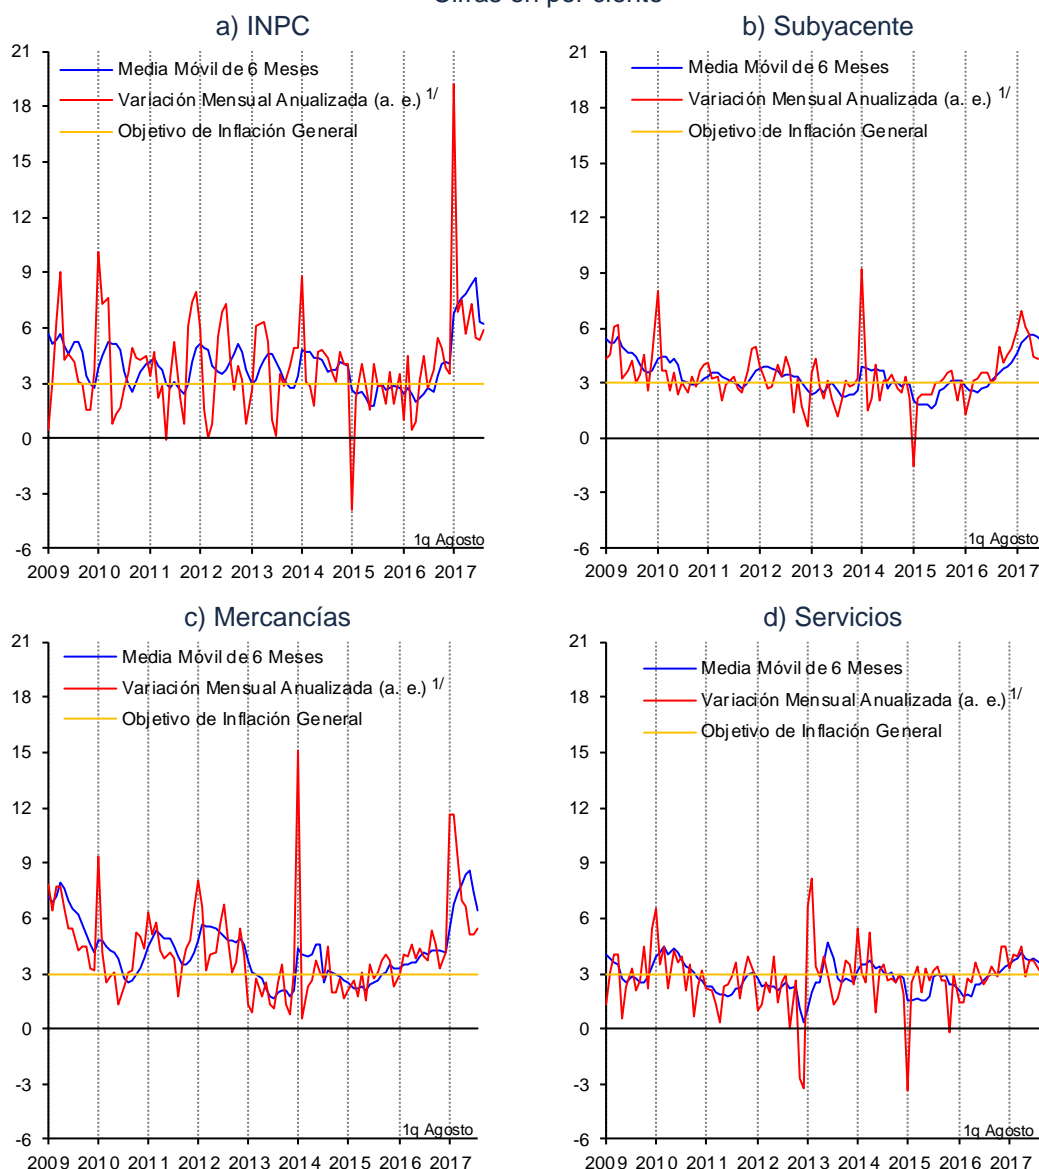 Cifras en por ciento
a) INPC
21
18
15
12
9
6
3
0
-3
-6
Media Móvil de 6 Meses
Variación Mensual Anualizada (a. e.) 1/
Objetivo de Inflación General
1q Agosto
2009 2010 2011 2012 2013 2014 2015 2016 2017
b) Subyacente
21
18
15
12
9
6
3
0
-3
-6
Media Móvil de 6 Meses
Variación Mensual Anualizada (a. e.) 1/
Objetivo de Inflación General
1q Agosto
2009 2010 2011 2012 2013 2014 2015 2016 2017
c) Mercancías
21
18
15
12
9
6
3
0
-3
-6
Media Móvil de 6 Meses
Variación Mensual Anualizada (a. e.) 1/
Objetivo de Inflación General
1q Agosto
2009 2010 2011 2012 2013 2014 2015 2016 2017
d) Servicios
21
18
15
12
9
6
3
0
-3
-6
Media Móvil de 6 Meses
Variación Mensual Anualizada (a. e.) 1/
Objetivo de Inflación General
1q Agosto
2009 2010 2011 2012 2013 2014 2015 2016 2017